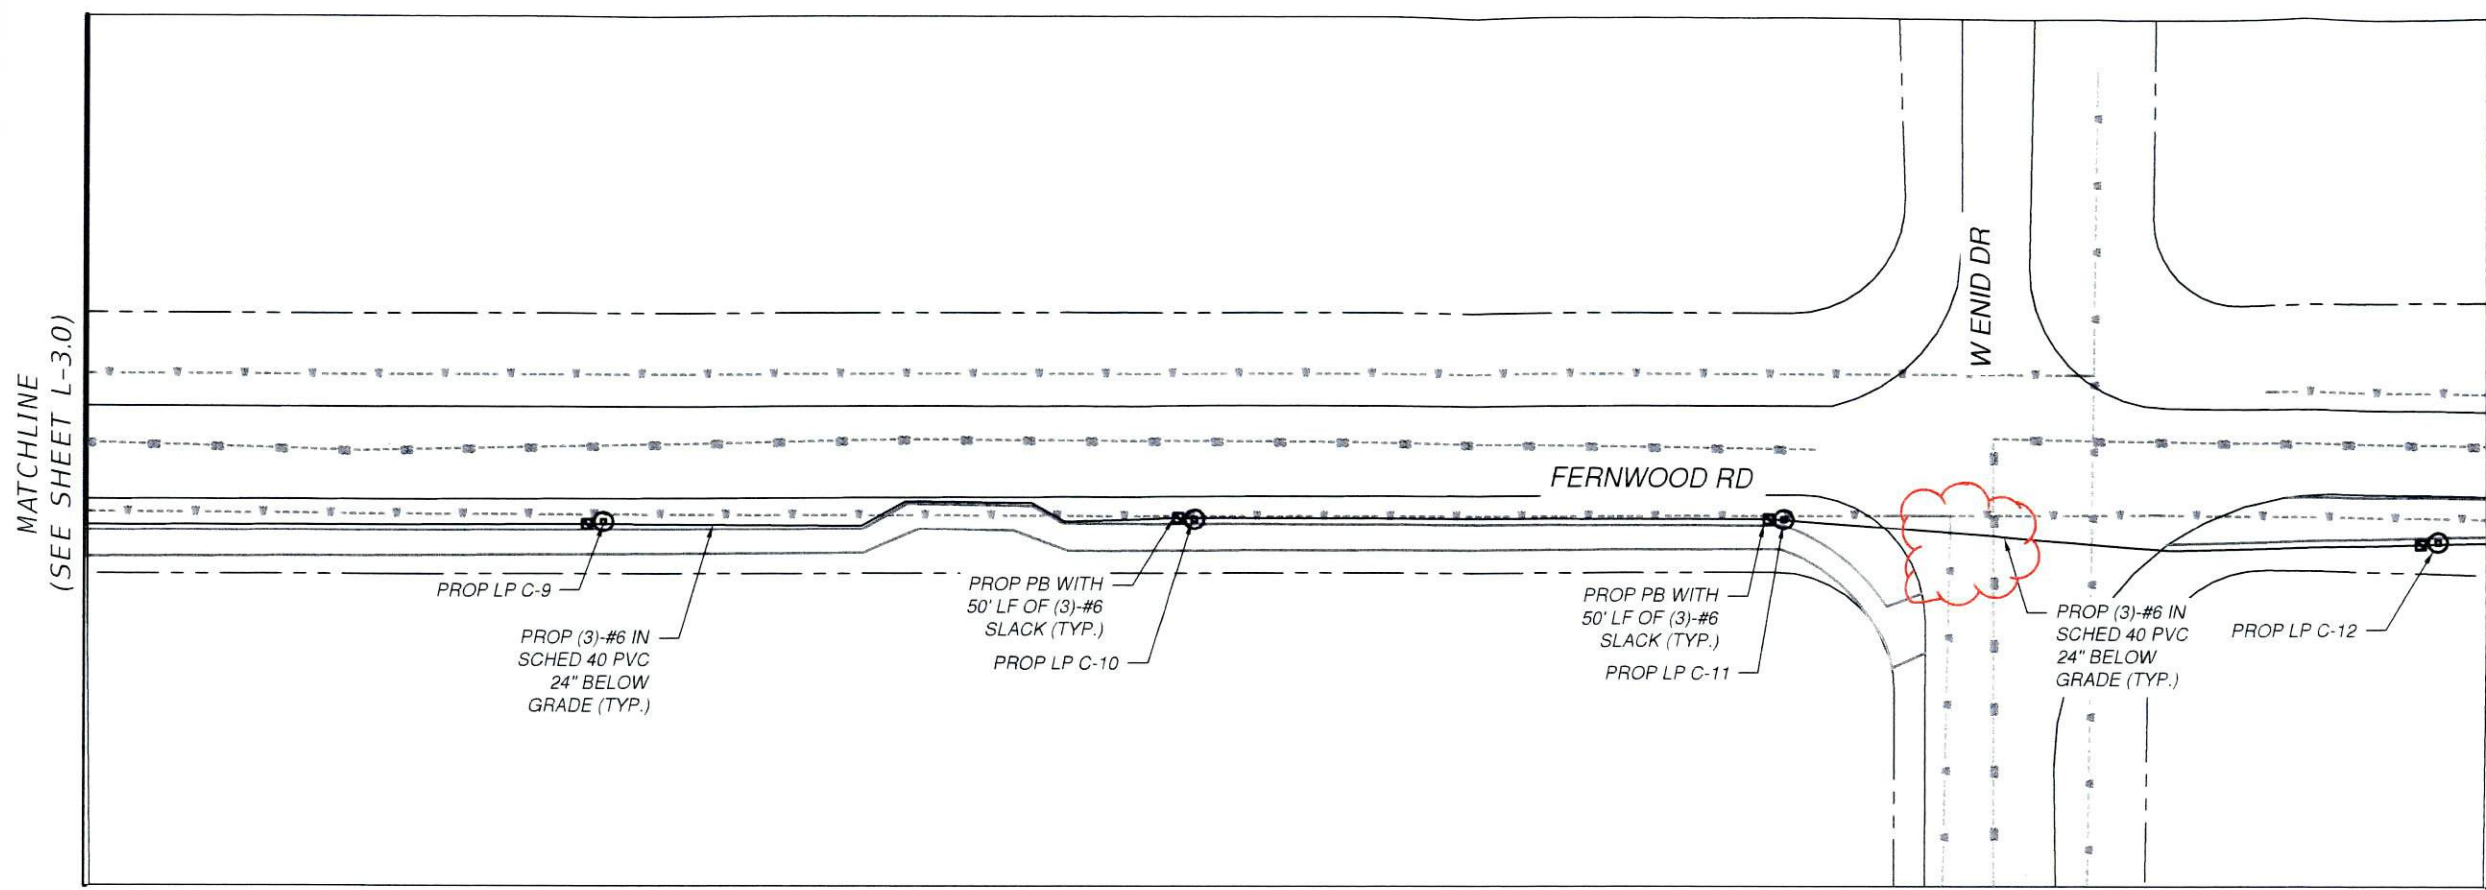 MATCHLINE
(SEE SHEET L-3.0)
W ENID DR
FERNWOOD RD
PROP LP C-9
PROP (3)-#6 IN
SCHED 40 PVC
24" BELOW
GRADE (TYP.)
PROP PB WITH
50' LF OF (3)-#6
SLACK (TYP.)
PROP LP C-10
PROP PB WITH
50' LF OF (3)-#6
SLACK (TYP.)
PROP LP C-11
PROP (3)-#6 IN
SCHED 40 PVC
24" BELOW
GRADE (TYP.)
PROP LP C-12